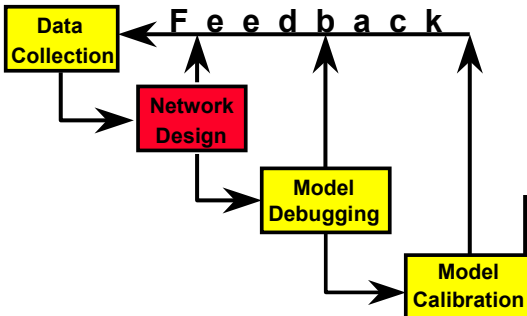 F e e d b a c k
Data
Collection
Network
Design
Model
Debugging
Model
Calibration